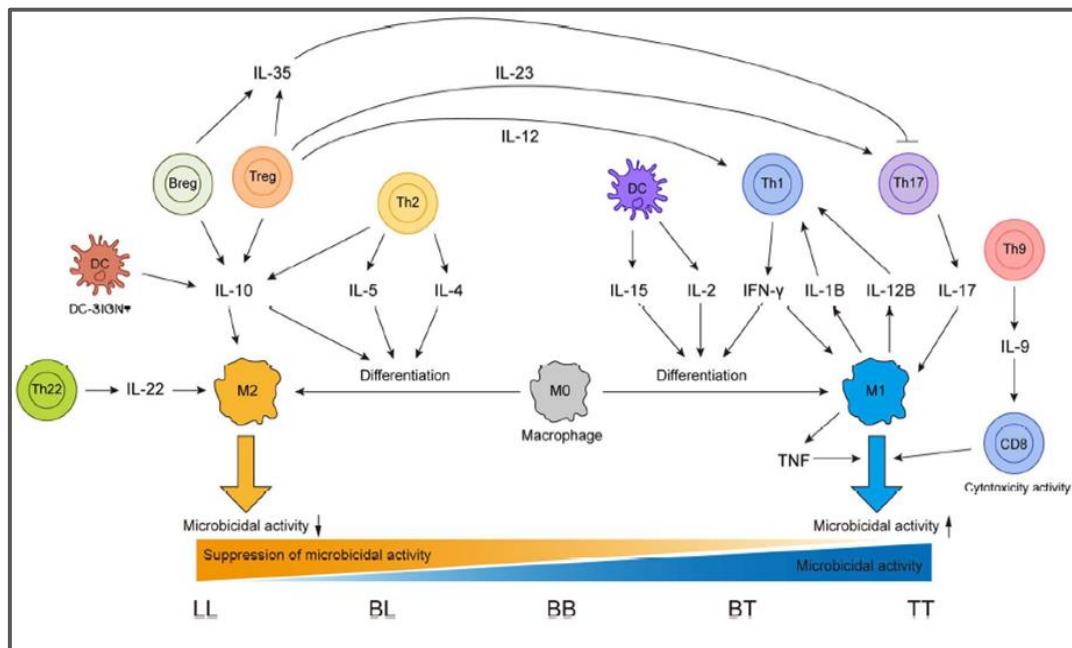 IL-35
IL-23
IL-12
Breg
Treg
Th2
DC
Th1
Th17
Th9
DC
DC-SIGN
IL-10
IL-5
IL-4
IL-15
IL-2
IFN-γ
IL-1B
IL-12B
IL-17
IL-9
Th22
IL-22
M2
Differentiation
M0
Macrophage
Differentiation
M1
TNF
CD8
Cytotoxicity activity
Microbicidal activity ↓
Microbicidal activity ↑
Suppression of microbicidal activity
Microbicidal activity
LL
BL
BB
BT
TT